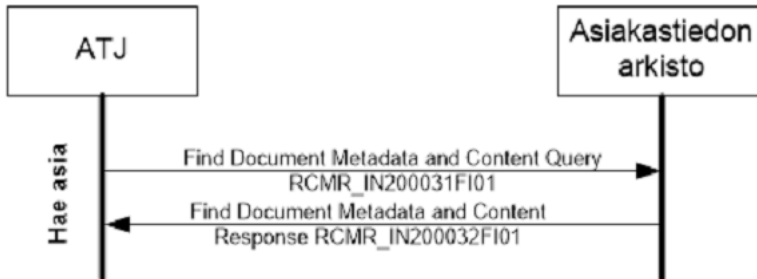 ATJ
Asiakastiedon
arkisto
Hae asia
Find Document Metadata and Content Query
RCMR_IN200031FI01
Find Document Metadata and Content
Response RCMR_IN200032FI01